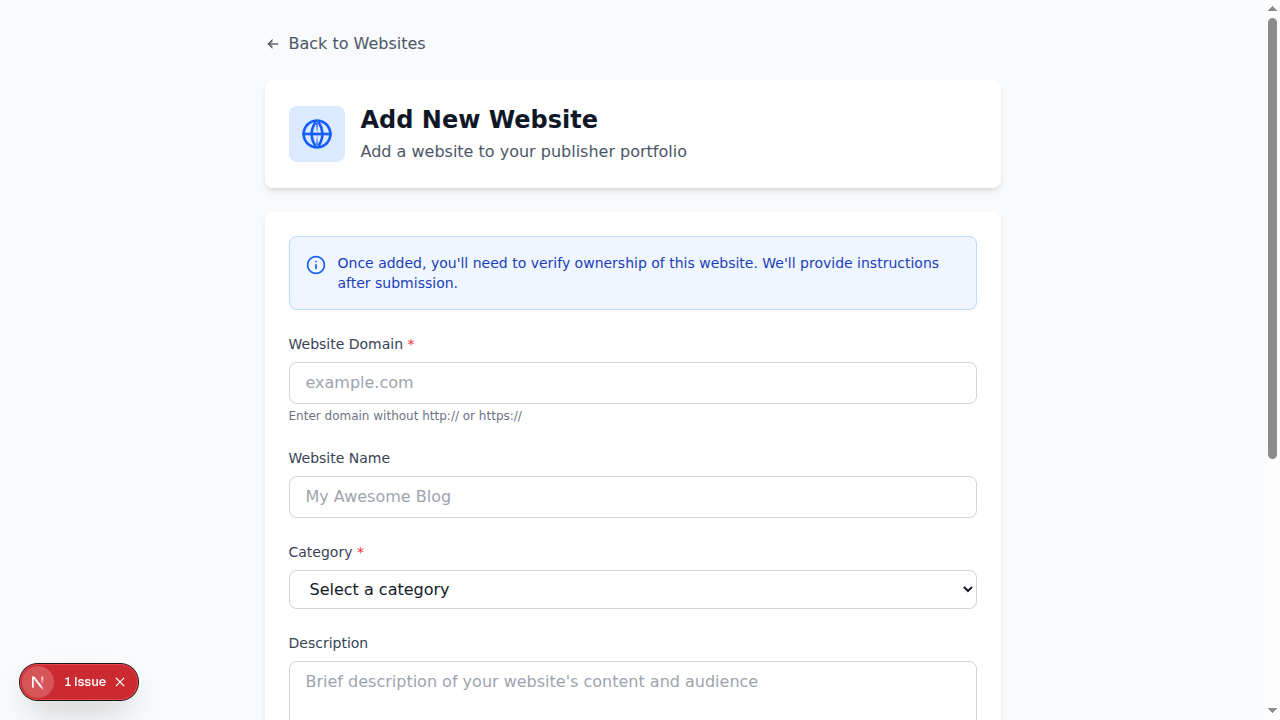 Back to Websites
Add New Website
Add a website to your publisher portfolio
Once added, you'll need to verify ownership of this website. We'll provide instructions
after submission.
Website Domain *
example.com
Enter domain without http:// or https://
Website Name
My Awesome Blog
Category *
Select a category
Description
Brief description of your website's content and audience
N 1 Issue